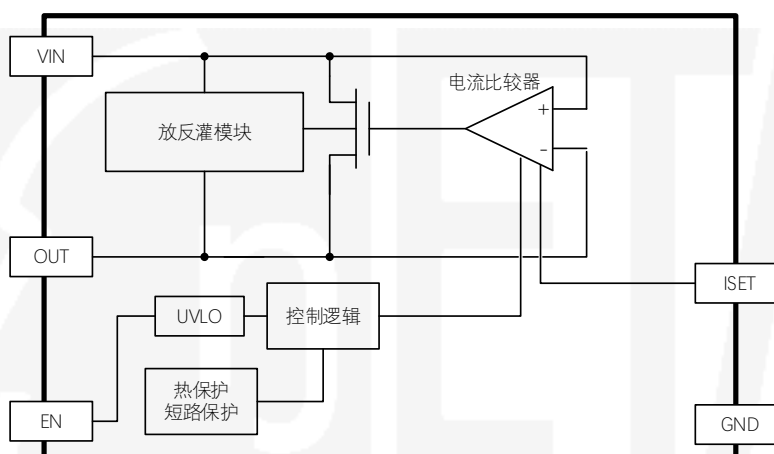 VIN
电流比较器
+
放反灌模块
-
OUT
ISET
UVLO
控制逻辑
热保护
短路保护
EN
GND